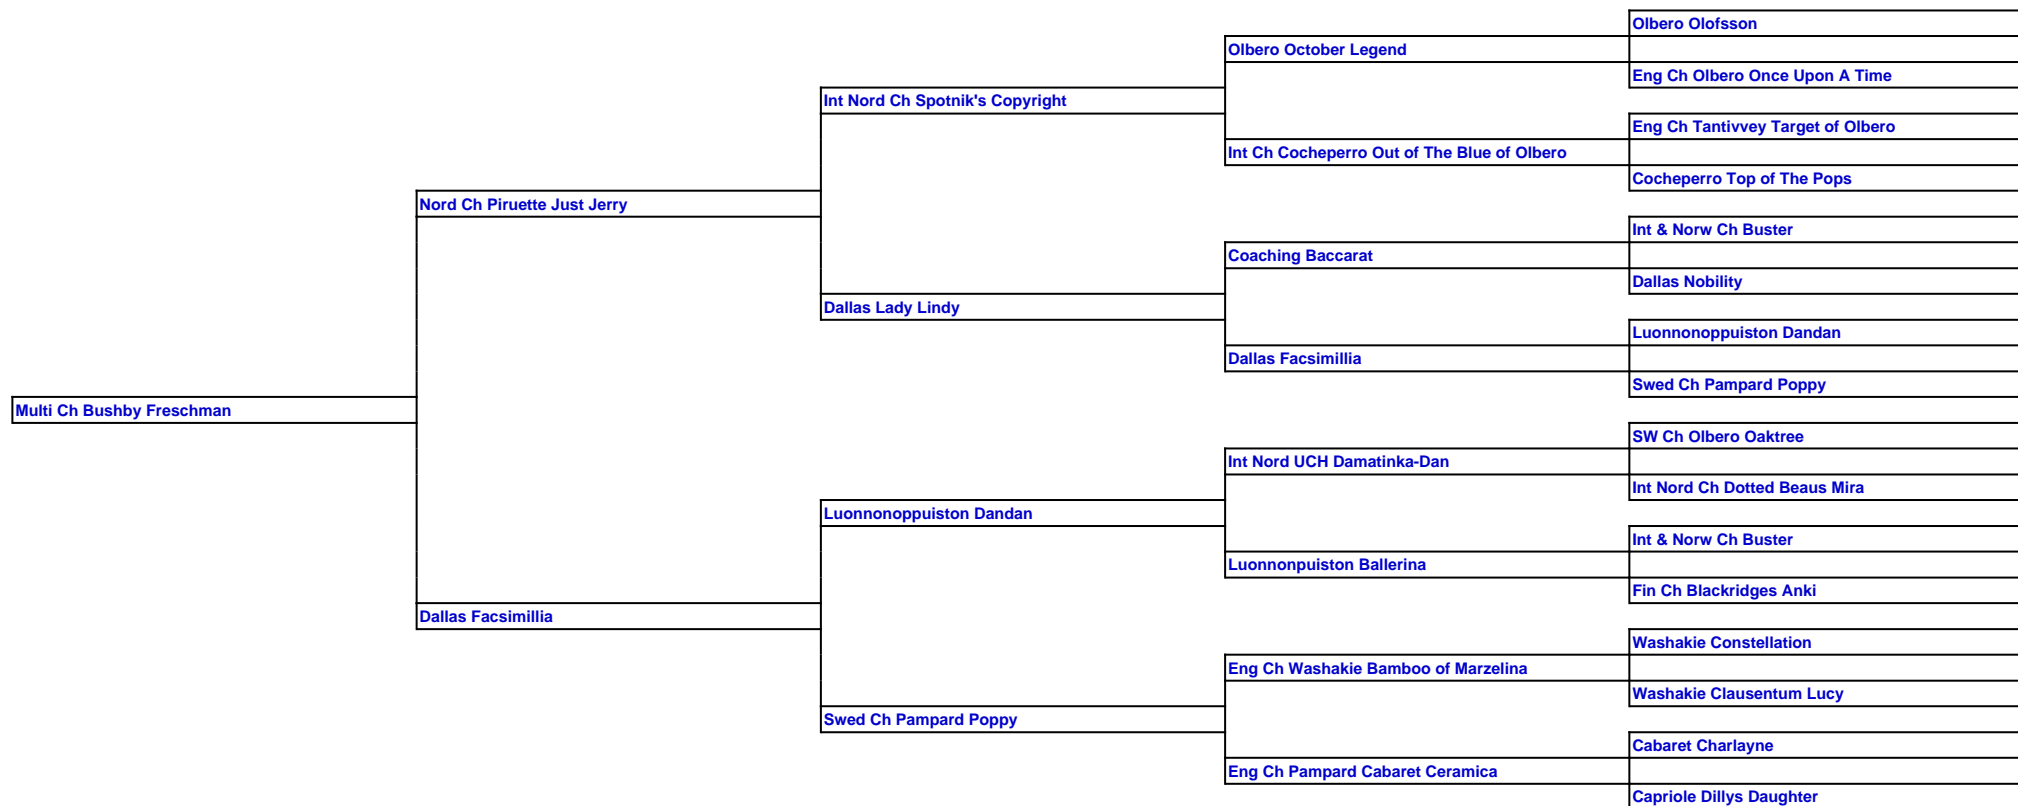 Olbero Olofsson
Olbero October Legend
Eng Ch Olbero Once Upon A Time
Int Nord Ch Spotnik's Copyright
Eng Ch Tantivvey Target of Olbero
Int Ch Cocheperro Out of The Blue of Olbero
Cocheperro Top of The Pops
Nord Ch Piruette Just Jerry
Int & Norw Ch Buster
Coaching Baccarat
Dallas Nobility
Dallas Lady Lindy
Luonnonoppuiston Dandan
Dallas Facsimillia
Swed Ch Pampard Poppy
Multi Ch Bushby Freschman
SW Ch Olbero Oaktree
Int Nord UCH Damatinka-Dan
Int Nord Ch Dotted Beaus Mira
Luonnonoppuiston Dandan
Int & Norw Ch Buster
Luonnonpuiston Ballerina
Fin Ch Blackridges Anki
Dallas Facsimillia
Washakie Constellation
Eng Ch Washakie Bamboo of Marzelina
Washakie Clausentum Lucy
Swed Ch Pampard Poppy
Cabaret Charlayne
Eng Ch Pampard Cabaret Ceramica
Capriole Dillys Daughter